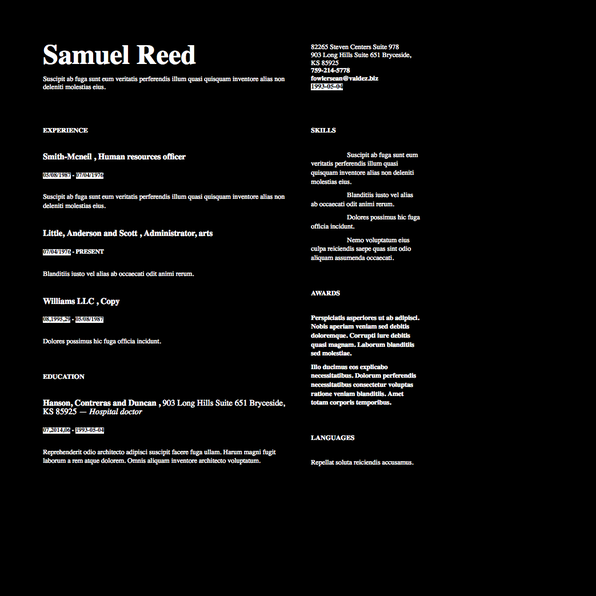 Samuel Reed
Suscipit ab fuga sunt eum veritatis perferendis illum quasi quisquam inventore alias non
deleniti molestias eius.
EXPERIENCE
Smith-Mcneil , Human resources officer
05/08/1987 - 07/04/1976
Suscipit ab fuga sunt eum veritatis perferendis illum quasi quisquam inventore alias non
deleniti molestias eius.
Little, Anderson and Scott , Administrator, arts
07/04/1976 - PRESENT
Blanditiis iusto vel alias ab occaecati odit animi rerum.
Williams LLC , Copy
08.1995.29 - 05/08/1987
Dolores possimus hic fuga officia incidunt.
EDUCATION
Hanson, Contreras and Duncan , 903 Long Hills Suite 651 Bryceside,
KS 85925 — Hospital doctor
07.2014.06 - 1993-05-04
Reprehenderit odio architecto adipisci suscipit facere fuga ullam. Harum magni fugit
laborum a rem atque dolorem. Omnis aliquam inventore architecto voluptatum.
82265 Steven Centers Suite 978
903 Long Hills Suite 651 Bryceside,
KS 85925
759-214-5778
fowlersean@valdez.biz
1993-05-04
SKILLS
Suscipit ab fuga sunt eum
veritatis perferendis illum quasi
quisquam inventore alias non deleniti
molestias eius.
Blanditiis iusto vel alias
ab occaecati odit animi rerum.
Dolores possimus hic fuga
officia incidunt.
Nemo voluptatum eius
culpa reiciendis saepe quas sint odio
aliquam assumenda occaecati.
AWARDS
Perspiciatis asperiores ut ab adipisci.
Nobis aperiam veniam sed debitis
doloremque. Corrupti iure debitis
quasi magnam. Laborum blanditiis
sed molestiae.
Illo ducimus eos explicabo
necessitatibus. Dolorum perferendis
necessitatibus consectetur voluptas
ratione veniam blanditiis. Amet
totam corporis temporibus.
LANGUAGES
Repellat soluta reiciendis accusamus.